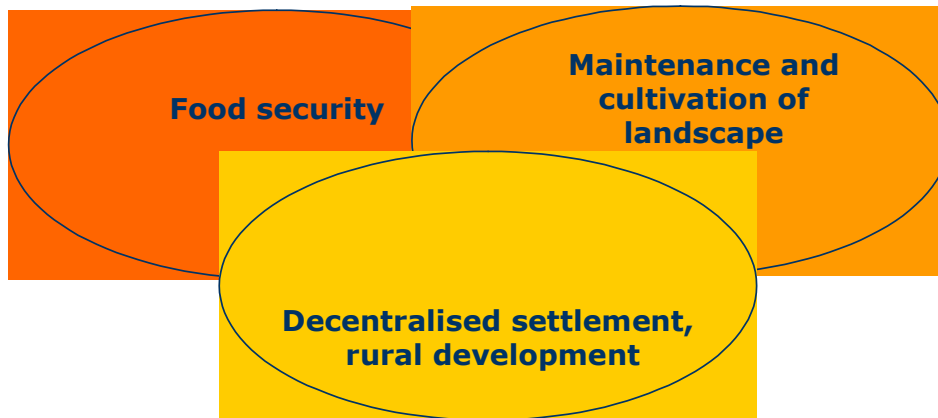 Food security
Maintenance and
cultivation of
landscape
Decentralised settlement,
rural development